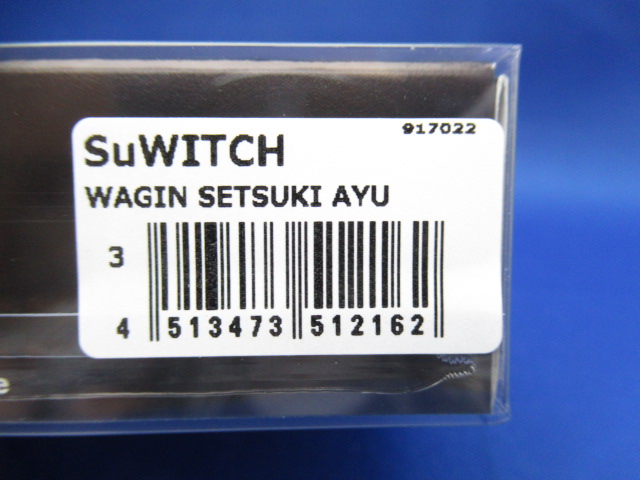 917022
SuWITCH
WAGIN SETSUKI AYU
3
4 513473 512162
e